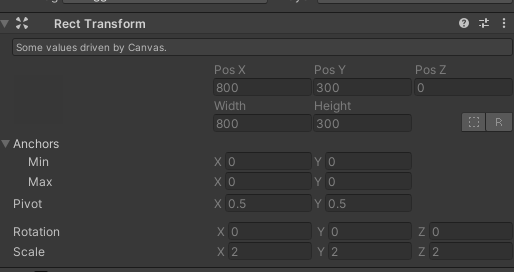 Rect Transform
Some values driven by Canvas.
Pos X Pos Y Pos Z
800 300 0
Width Height
800 300
R
Anchors
Min X 0 Y 0
Max X 0 Y 0
Pivot X 0.5 Y 0.5
Rotation X 0 Y 0 Z 0
Scale X 2 Y 2 Z 2